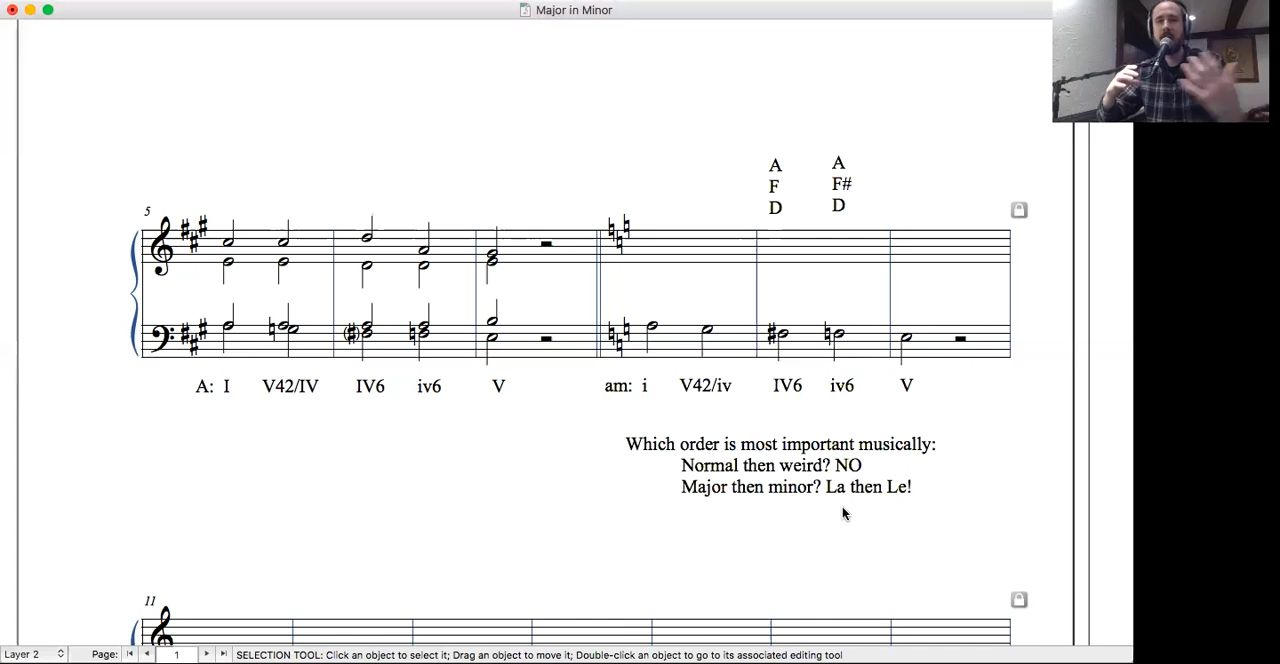 Major in Minor
A A
F F#
D D
5
A: I V42/IV IV6 iv6 V am: i V42/iv IV6 iv6 V
Which order is most important musically:
Normal then weird? NO
Major then minor? La then Le!
11
Layer 2 Page: 1 SELECTION TOOL: Click an object to select it; Drag an object to move it; Double-click an object to go to its associated editing tool